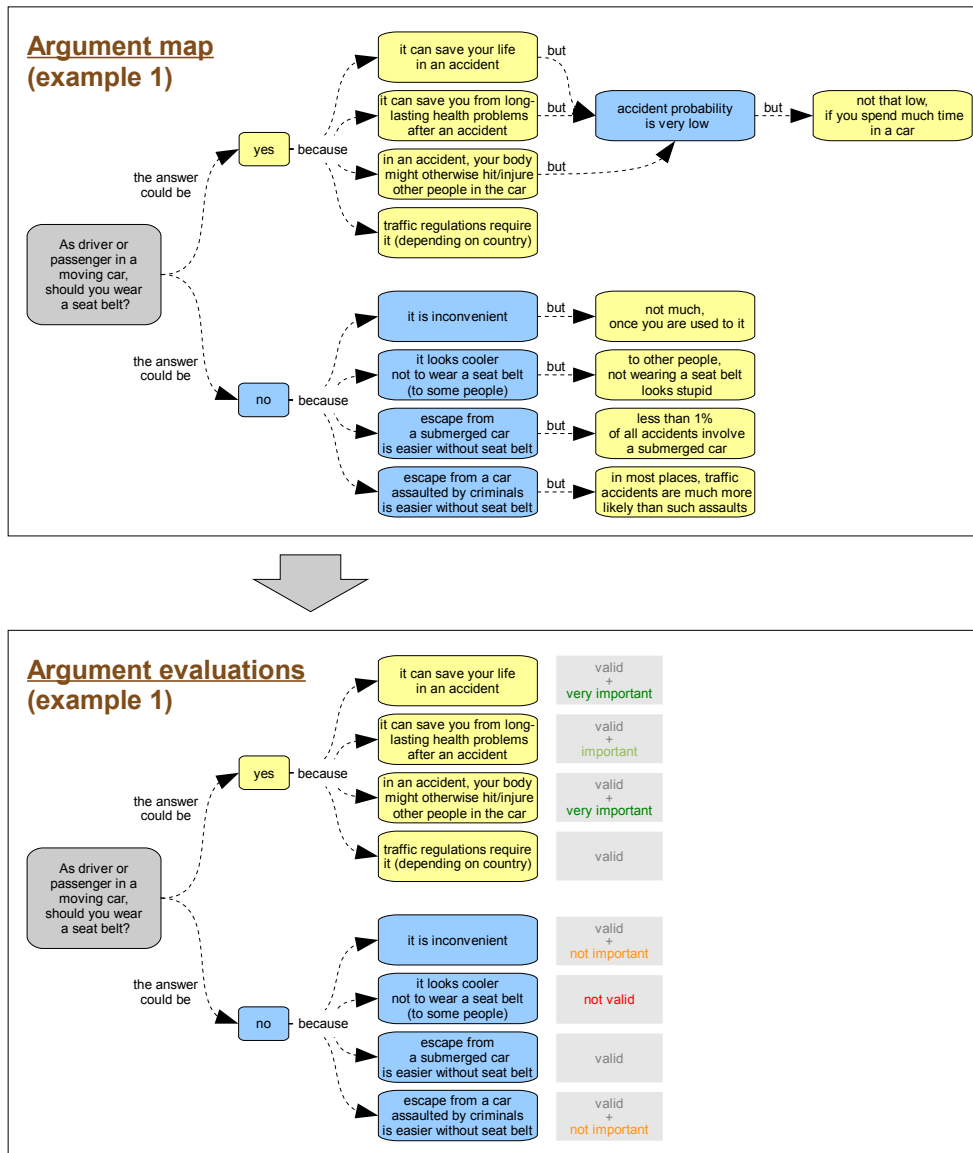 Argument map
(example 1)
it can save your life
in an accident
but
it can save you from long-
lasting health problems
after an accident
but
accident probability
is very low
but
not that low,
if you spend much time
in a car
yes
because
in an accident, your body
might otherwise hit/injure
other people in the car
but
the answer
could be
traffic regulations require
it (depending on country)
As driver or
passenger in a
moving car,
should you wear
a seat belt?
it is inconvenient
but
not much,
once you are used to it
the answer
could be
it looks cooler
not to wear a seat belt
(to some people)
but
to other people,
not wearing a seat belt
looks stupid
no
because
escape from
a submerged car
is easier without seat belt
but
less than 1%
of all accidents involve
a submerged car
escape from a car
assaulted by criminals
is easier without seat belt
but
in most places, traffic
accidents are much more
likely than such assaults
Argument evaluations
(example 1)
it can save your life
in an accident
valid
+
very important
it can save you from long-
lasting health problems
after an accident
valid
+
important
yes
because
in an accident, your body
might otherwise hit/injure
other people in the car
valid
+
very important
the answer
could be
traffic regulations require
it (depending on country)
valid
As driver or
passenger in a
moving car,
should you wear
a seat belt?
it is inconvenient
valid
+
not important
the answer
could be
it looks cooler
not to wear a seat belt
(to some people)
not valid
no
because
escape from
a submerged car
is easier without seat belt
valid
escape from a car
assaulted by criminals
is easier without seat belt
valid
+
not important